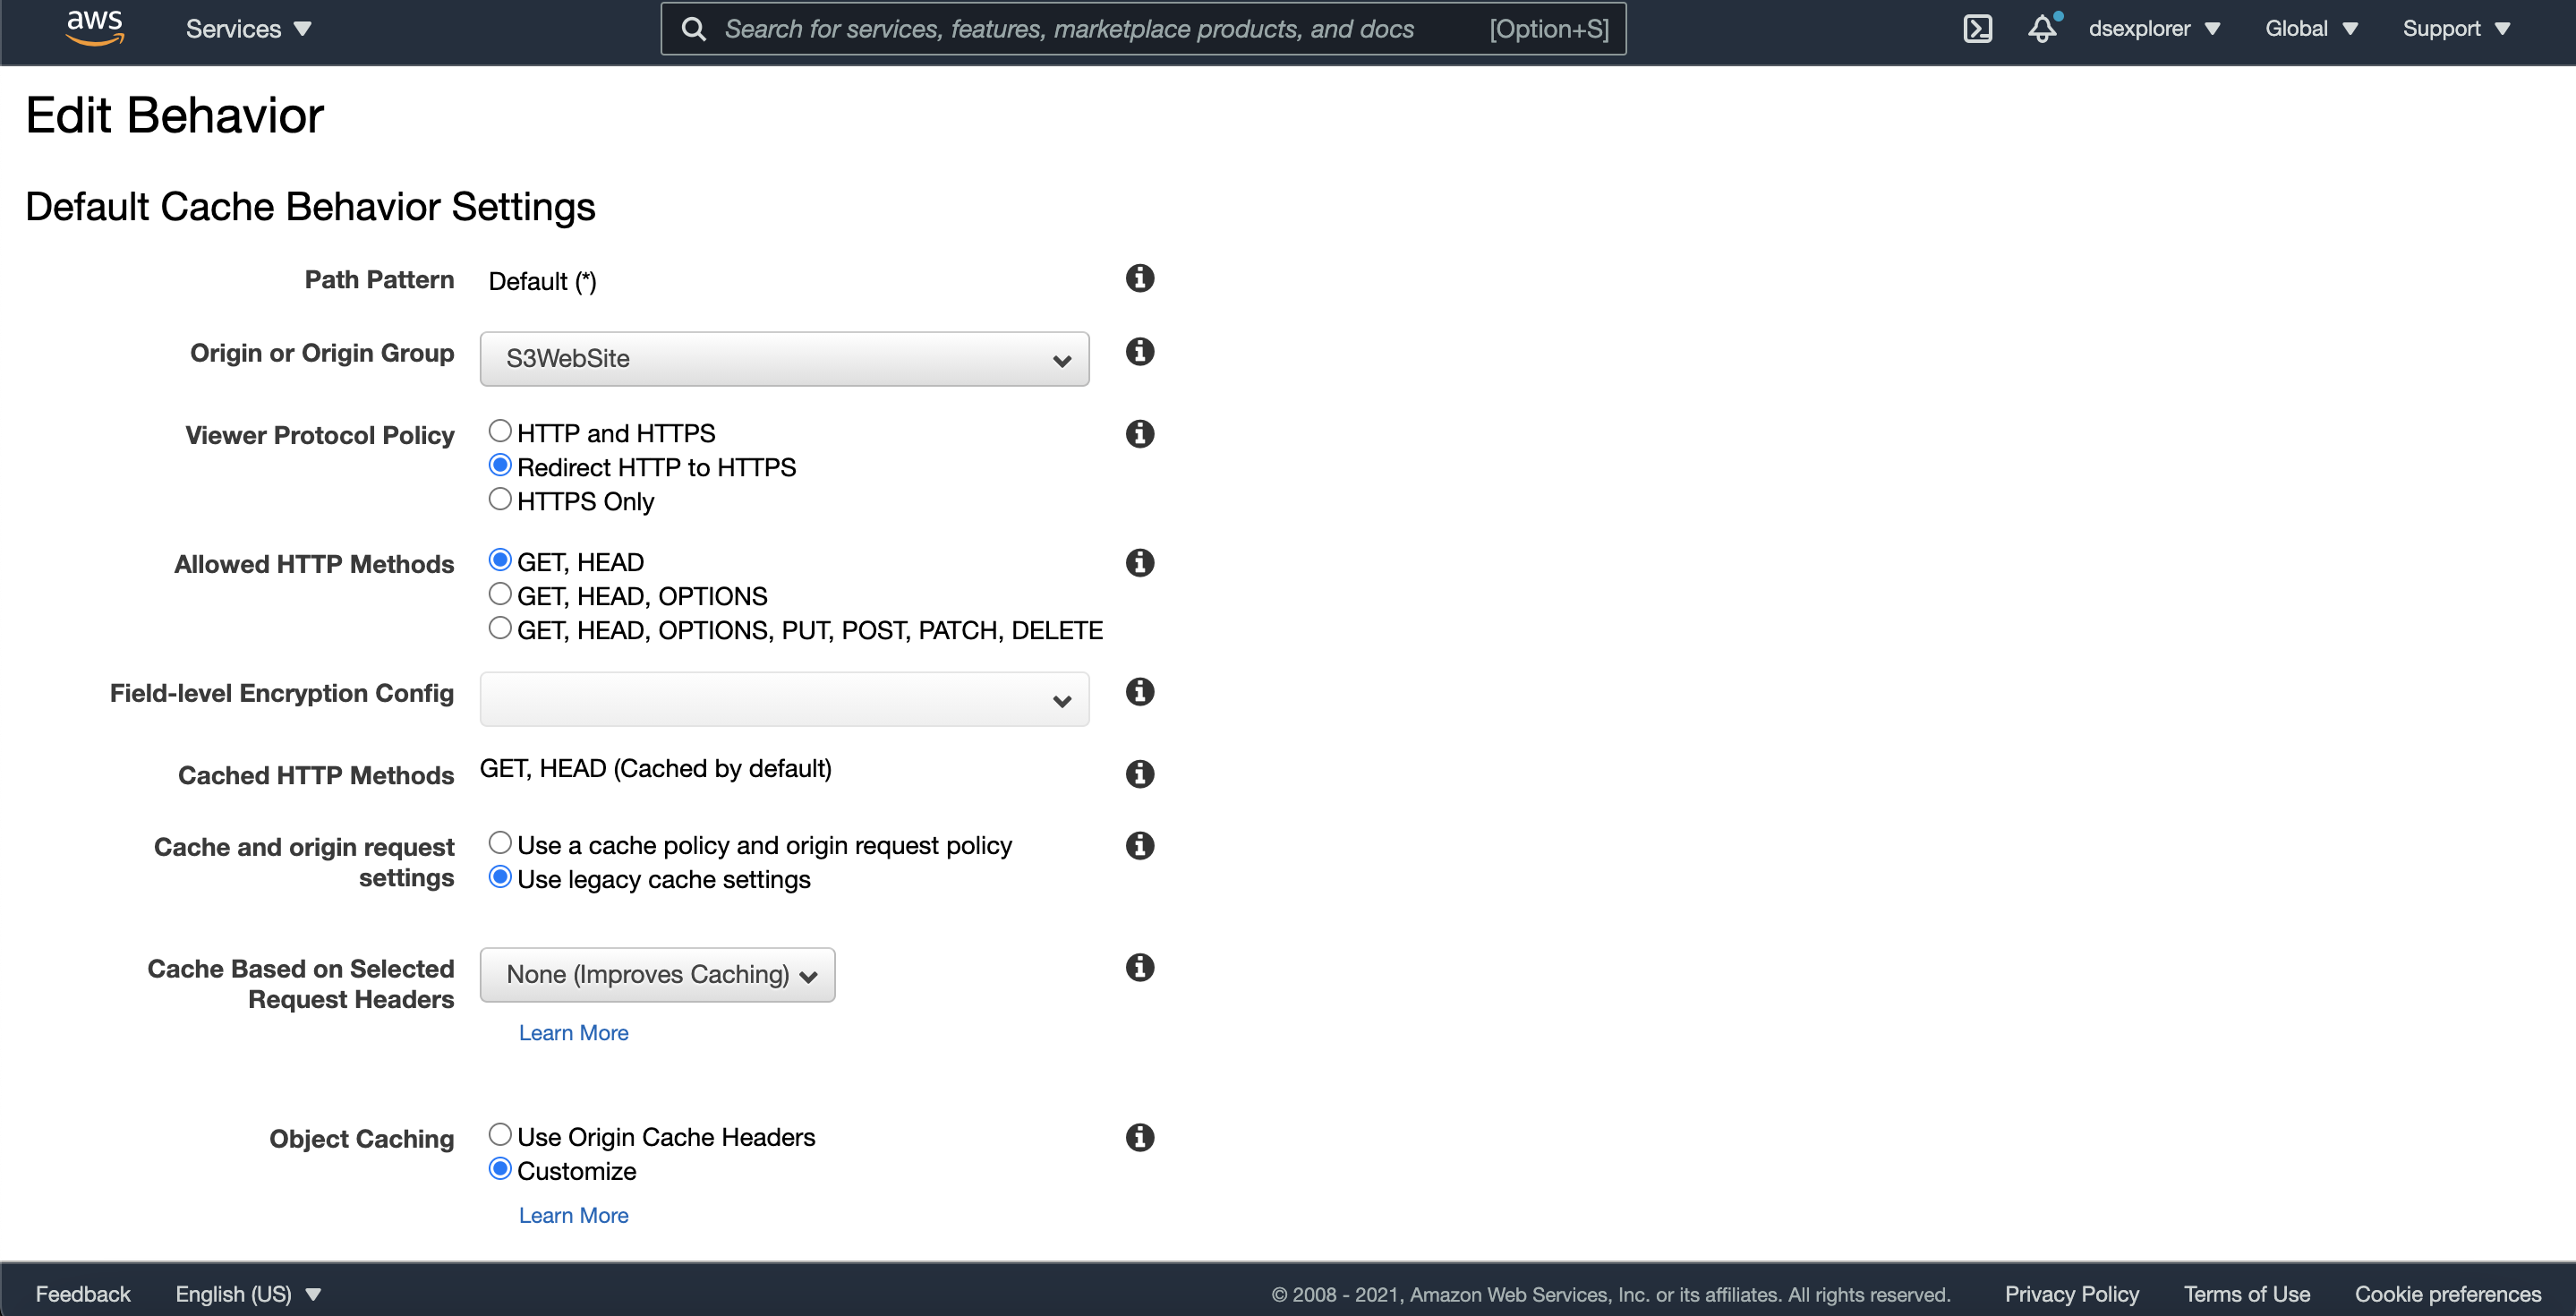 aws
Services
Search for services, features, marketplace products, and docs [Option+S]
dsexplorer
Global
Support
Edit Behavior
Default Cache Behavior Settings
Path Pattern Default (*)
Origin or Origin Group S3WebSite
Viewer Protocol Policy HTTP and HTTPS
Redirect HTTP to HTTPS
HTTPS Only
Allowed HTTP Methods GET, HEAD
GET, HEAD, OPTIONS
GET, HEAD, OPTIONS, PUT, POST, PATCH, DELETE
Field-level Encryption Config
Cached HTTP Methods GET, HEAD (Cached by default)
Cache and origin request
settings
Use a cache policy and origin request policy
Use legacy cache settings
Cache Based on Selected
Request Headers
None (Improves Caching)
Learn More
Object Caching Use Origin Cache Headers
Customize
Learn More
Feedback
English (US)
© 2008 - 2021, Amazon Web Services, Inc. or its affiliates. All rights reserved.
Privacy Policy
Terms of Use
Cookie preferences